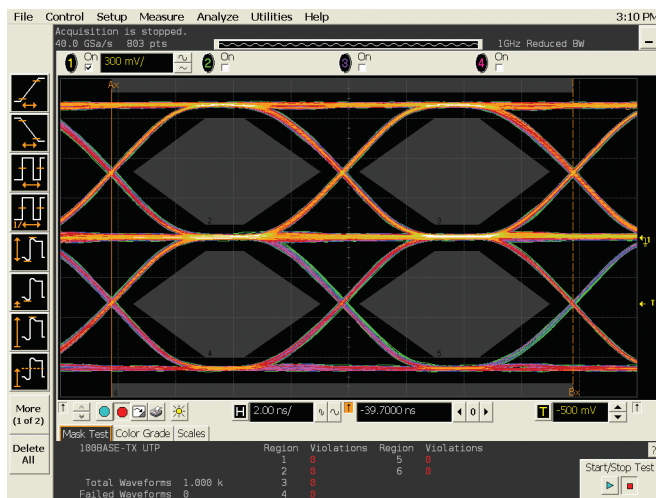 File Control Setup Measure Analyze Utilities Help 3:10 PM
Acquisition is stopped.
40.0 GSa/s 803 pts 1GHz Reduced BW
1 On 300 mV/ 2 On 3 On 4 On
Ax
2 3
4 5
Bx
More
(1 of 2)
Delete
All
H 2.00 ns/ -39.7000 ns 0 T -500 mV
Mask Test Color Grade Scales
100BASE-TX UTP Region Violations Region Violations
1 0 5 0
2 0 6 0
Total Waveforms 1.000 k 3 0
Failed Waveforms 0 4 0
?
Start/Stop Test